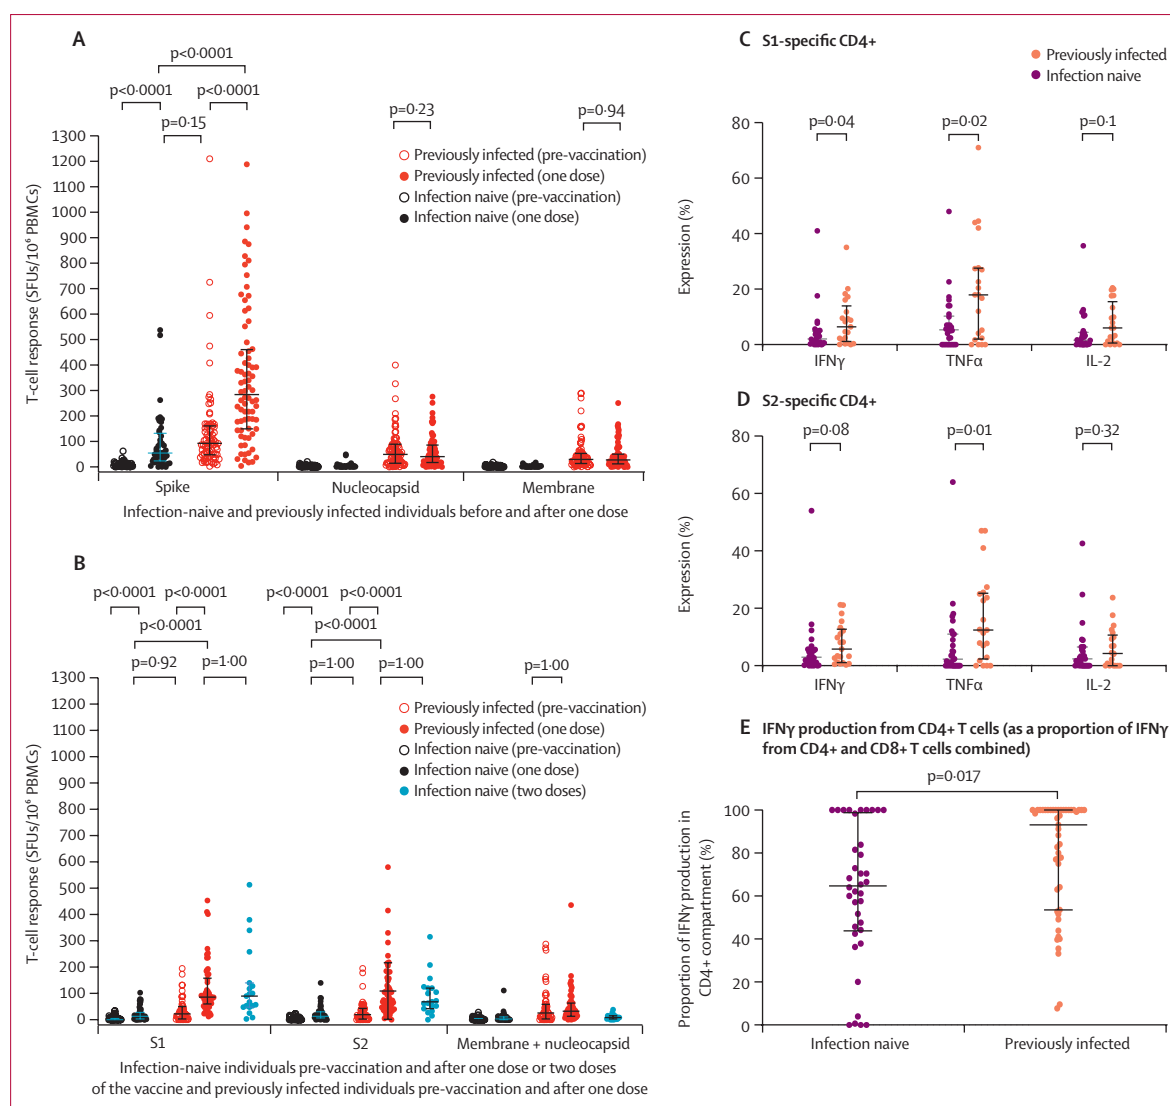 A
p<0·0001
p<0·0001
p<0·0001
p=0·15
p=0·23
p=0·94
1300
1200
1100
1000
900
800
700
600
500
400
300
200
100
0
T-cell response (SFUs/10⁶ PBMCs)
Previously infected (pre-vaccination)
Previously infected (one dose)
Infection naive (pre-vaccination)
Infection naive (one dose)
Spike
Nucleocapsid
Membrane
Infection-naive and previously infected individuals before and after one dose
B
p<0·0001
p<0·0001
p<0·0001
p<0·0001
p<0·0001
p<0·0001
p=0·92
p=1·00
p=1·00
p=1·00
p=1·00
1300
1200
1100
1000
900
800
700
600
500
400
300
200
100
0
T-cell response (SFUs/10⁶ PBMCs)
Previously infected (pre-vaccination)
Previously infected (one dose)
Infection naive (pre-vaccination)
Infection naive (one dose)
Infection naive (two doses)
S1
S2
Membrane + nucleocapsid
Infection-naive individuals pre-vaccination and after one dose or two doses
of the vaccine and previously infected individuals pre-vaccination and after one dose
C S1-specific CD4+
Previously infected
Infection naive
p=0·04
p=0·02
p=0·1
80
60
40
20
0
Expression (%)
IFNγ
TNFα
IL-2
D S2-specific CD4+
p=0·08
p=0·01
p=0·32
80
60
40
20
0
Expression (%)
IFNγ
TNFα
IL-2
E IFNγ production from CD4+ T cells (as a proportion of IFNγ
from CD4+ and CD8+ T cells combined)
p=0·017
100
80
60
40
20
0
Proportion of IFNγ production in
CD4+ compartment (%)
Infection naive
Previously infected